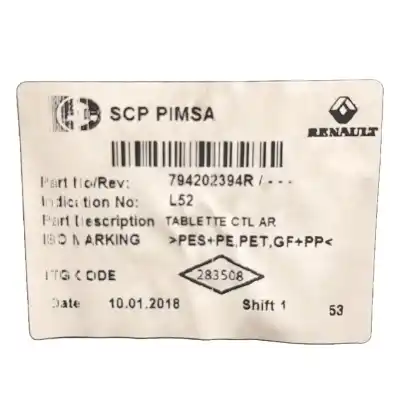 SCP PIMSA
RENAULT
Part No/Rev: 794202394R / - - -
Indication No: L52
Part Description TABLETTE CTL AR
ISO MARKING >PES+PE,PET,GF+PP<
ITG CODE 283508
Date 10.01.2018 Shift 1 53